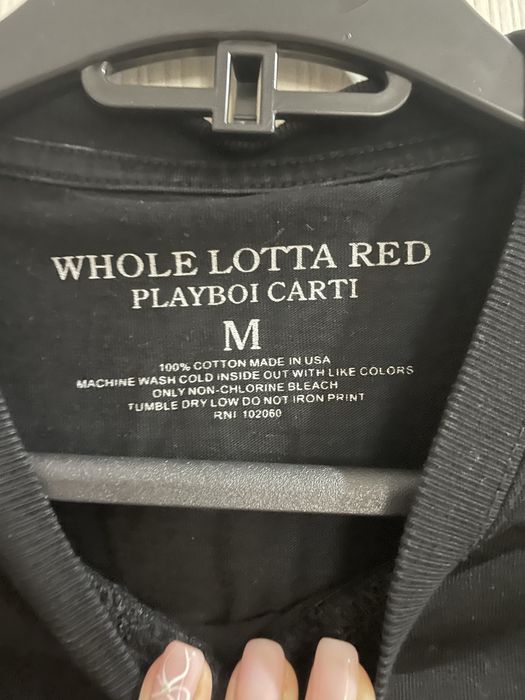 WHOLE LOTTA RED
PLAYBOI CARTI
M
100% COTTON MADE IN USA
MACHINE WASH COLD INSIDE OUT WITH LIKE COLORS
ONLY NON-CHLORINE BLEACH
TUMBLE DRY LOW DO NOT IRON PRINT
RN# 102060